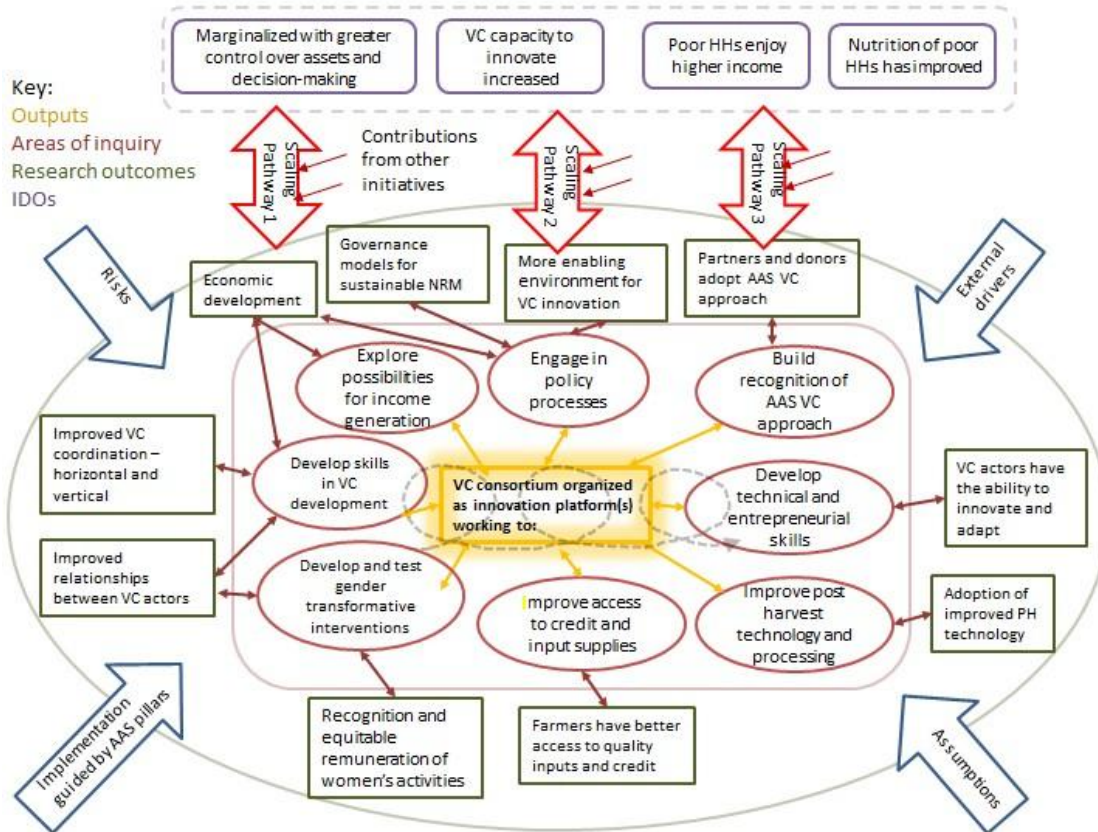 Marginalized with greater
control over assets and
decision-making
VC capacity to
innovate
increased
Poor HHs enjoy
higher income
Nutrition of poor
HHs has improved
Key:
Outputs
Areas of inquiry
Research outcomes
IDOs
Scaling
Pathway 1
Contributions
from other
initiatives
Scaling
Pathway 2
Scaling
Pathway 3
Risks
External
drivers
Economic
development
Governance
models for
sustainable NRM
More enabling
environment for
VC innovation
Partners and donors
adopt AAS VC
approach
Explore
possibilities
for income
generation
Engage in
policy
processes
Build
recognition of
AAS VC
approach
Improved VC
coordination –
horizontal and
vertical
Develop skills
in VC
development
VC consortium organized
as innovation platform(s)
working to:
Develop
technical and
entrepreneurial
skills
VC actors have
the ability to
innovate and
adapt
Improved
relationships
between VC actors
Develop and test
gender
transformative
interventions
Improve access
to credit and
input supplies
Improve post
harvest
technology and
processing
Adoption of
improved PH
technology
Implementation
guided by AAS pillars
Recognition and
equitable
remuneration of
women’s activities
Farmers have better
access to quality
inputs and credit
Assumptions